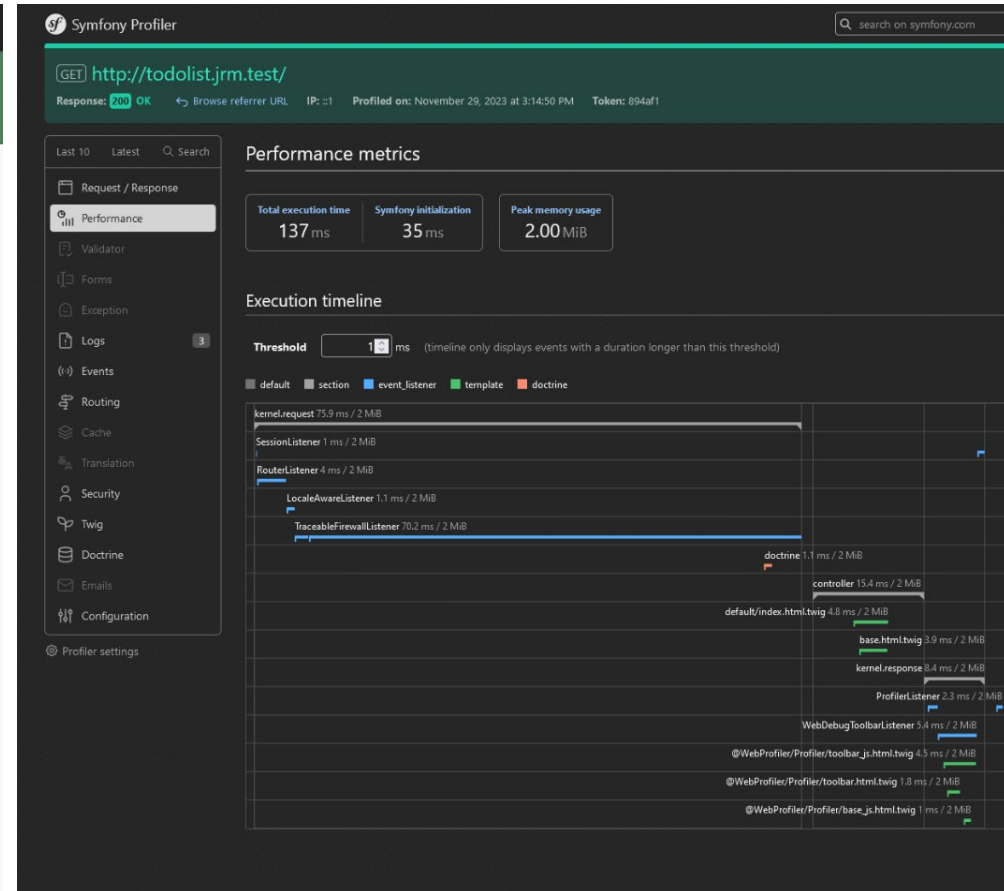 Symfony Profiler
search on symfony.com
GET http://todolist.jrm.test/
Response: 200 OK Browse referrer URL IP: ::1 Profiled on: November 29, 2023 at 3:14:50 PM Token: 894af1
Last 10 Latest Search
Request / Response
Performance
Validator
Forms
Exception
Logs 3
Events
Routing
Cache
Translation
Security
Twig
Doctrine
Emails
Configuration
Profiler settings
Performance metrics
Total execution time Symfony initialization Peak memory usage
137 ms 35 ms 2.00 MiB
Execution timeline
Threshold 1 ms (timeline only displays events with a duration longer than this threshold)
default section event_listener template doctrine
kernel.request 75.9 ms / 2 MiB
SessionListener 1 ms / 2 MiB
RouterListener 4 ms / 2 MiB
LocaleAwareListener 1.1 ms / 2 MiB
TraceableFirewallListener 70.2 ms / 2 MiB
doctrine 1.1 ms / 2 MiB
controller 15.4 ms / 2 MiB
default/index.html.twig 4.8 ms / 2 MiB
base.html.twig 3.9 ms / 2 MiB
kernel.response 8.4 ms / 2 MiB
ProfilerListener 2.3 ms / 2 MiB
WebDebugToolbarListener 5.4 ms / 2 MiB
@WebProfiler/Profiler/toolbar_js.html.twig 4.5 ms / 2 MiB
@WebProfiler/Profiler/toolbar.html.twig 1.8 ms / 2 MiB
@WebProfiler/Profiler/base_js.html.twig 1 ms / 2 MiB